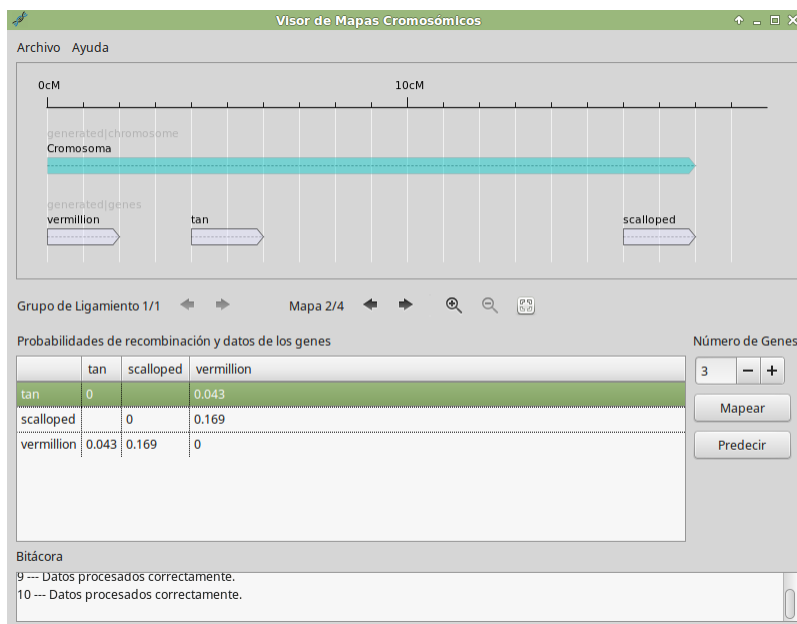 Visor de Mapas Cromosómicos
Archivo Ayuda
0cM 10cM
generated|chromosome
Cromosoma
generated|genes
vermillion tan scalloped
Grupo de Ligamiento 1/1 Mapa 2/4
Probabilidades de recombinación y datos de los genes Número de Genes
tan scalloped vermillion
tan 0 0.043
scalloped 0 0.169
vermillion 0.043 0.169 0
3
Mapear
Predecir
Bitácora
9 --- Datos procesados correctamente.
10 --- Datos procesados correctamente.